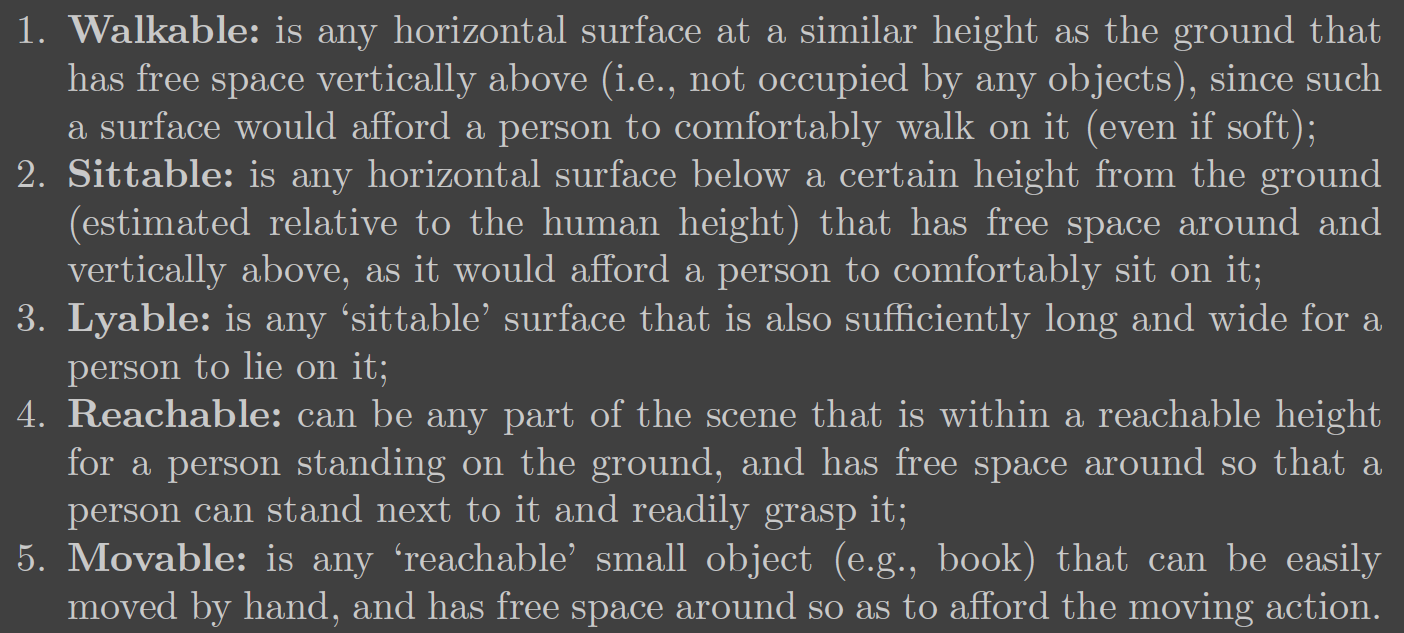 1. Walkable: is any horizontal surface at a similar height as the ground that
has free space vertically above (i.e., not occupied by any objects), since such
a surface would afford a person to comfortably walk on it (even if soft);
2. Sittable: is any horizontal surface below a certain height from the ground
(estimated relative to the human height) that has free space around and
vertically above, as it would afford a person to comfortably sit on it;
3. Lyable: is any ‘sittable’ surface that is also sufficiently long and wide for a
person to lie on it;
4. Reachable: can be any part of the scene that is within a reachable height
for a person standing on the ground, and has free space around so that a
person can stand next to it and readily grasp it;
5. Movable: is any ‘reachable’ small object (e.g., book) that can be easily
moved by hand, and has free space around so as to afford the moving action.